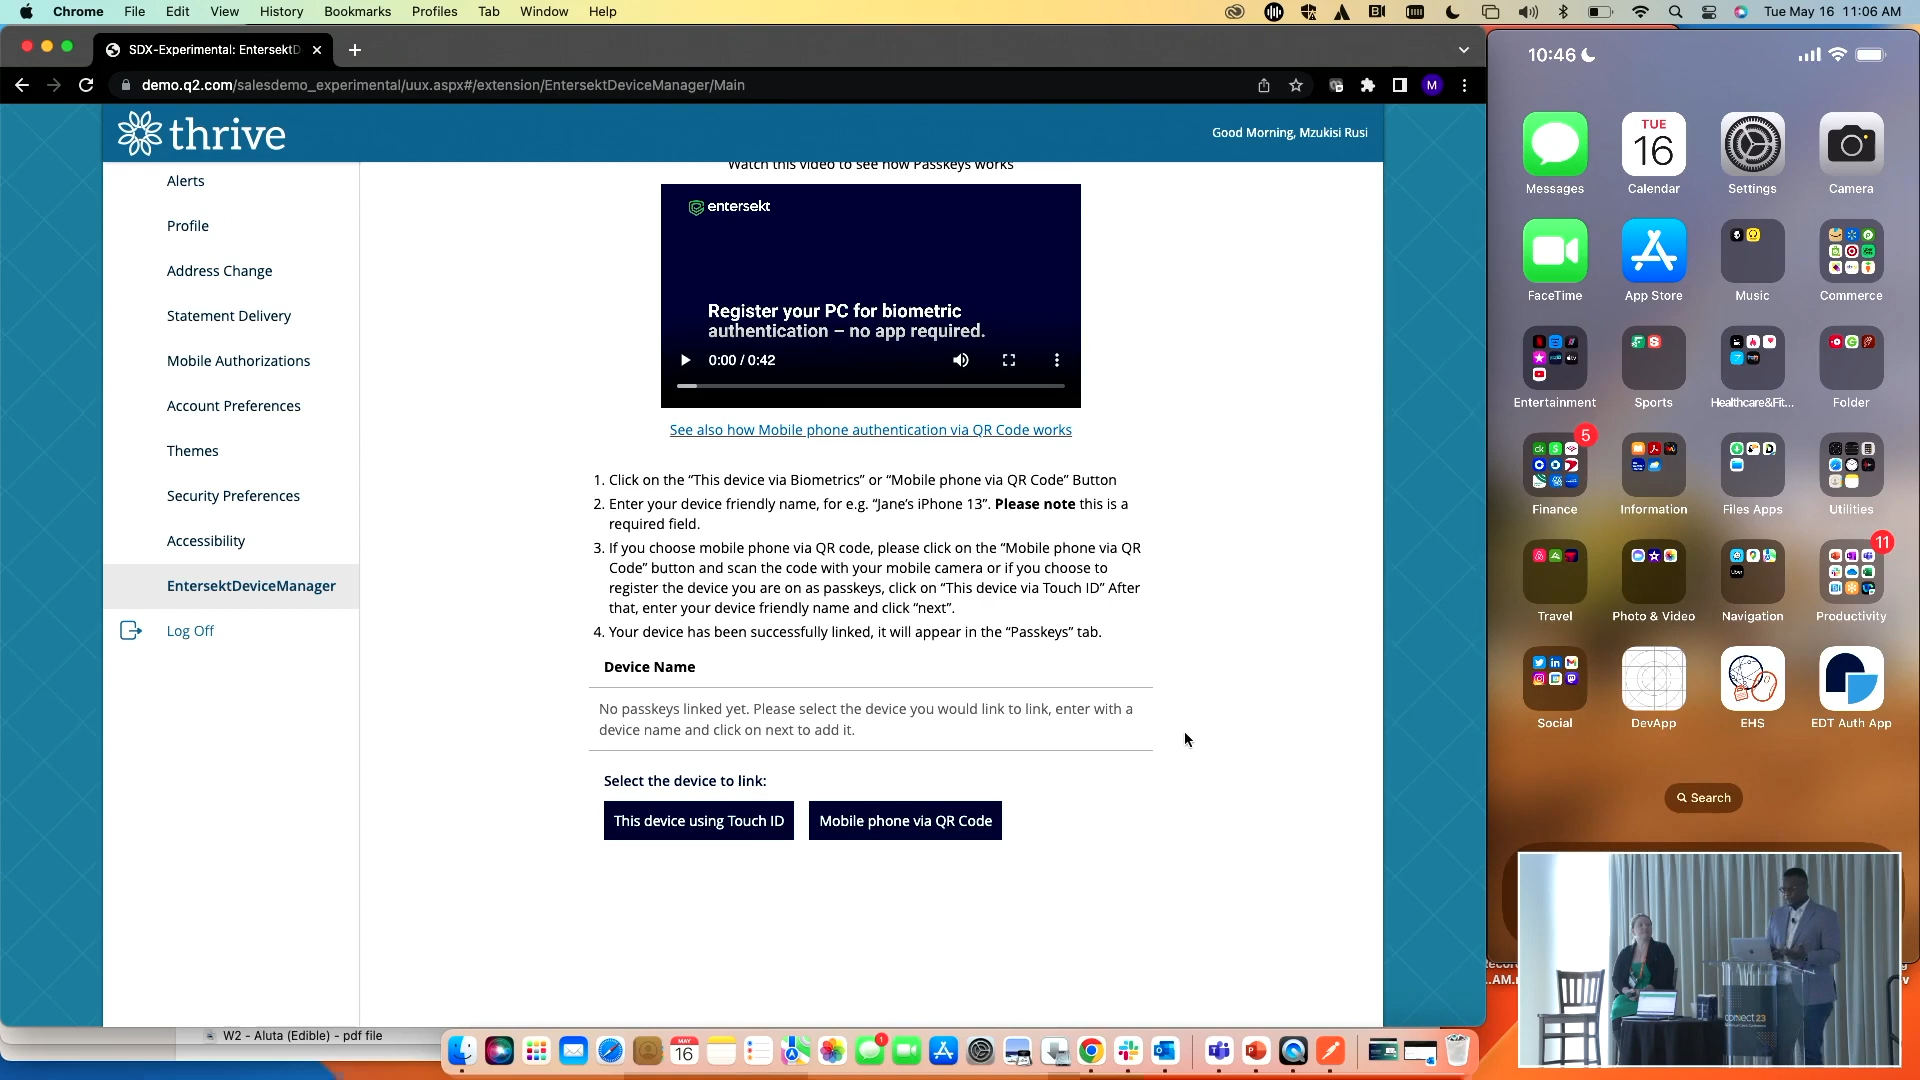 Chrome File Edit View History Bookmarks Profiles Tab Window Help
Tue May 16 11:06 AM
SDX-Experimental: EntersektD
demo.q2.com/salesdemo_experimental/uux.aspx#/extension/EntersektDeviceManager/Main
M
thrive
Good Morning, Mzukisi Rusi
Alerts
Profile
Address Change
Statement Delivery
Mobile Authorizations
Account Preferences
Themes
Security Preferences
Accessibility
EntersektDeviceManager
Log Off
Watch this video to see how Passkeys works
entersekt
Register your PC for biometric
authentication – no app required.
0:00 / 0:42
See also how Mobile phone authentication via QR Code works
1. Click on the “This device via Biometrics” or “Mobile phone via QR Code” Button
2. Enter your device friendly name, for e.g. “Jane’s iPhone 13”. Please note this is a
required field.
3. If you choose mobile phone via QR code, please click on the “Mobile phone via QR
Code” button and scan the code with your mobile camera or if you choose to
register the device you are on as passkeys, click on “This device via Touch ID” After
that, enter your device friendly name and click “next”.
4. Your device has been successfully linked, it will appear in the “Passkeys” tab.
Device Name
No passkeys linked yet. Please select the device you would link to link, enter with a
device name and click on next to add it.
Select the device to link:
This device using Touch ID
Mobile phone via QR Code
W2 - Aluta (Edible) - pdf file
MAY
16
1
10:46
TUE
16
Messages Calendar Settings Camera
FaceTime App Store Music Commerce
Entertainment Sports Healthcare&Fit... Folder
5
Finance Information Files Apps Utilities
11
Travel Photo & Video Navigation Productivity
Social DevApp EHS EDT Auth App
Search
..AM.
connect 23